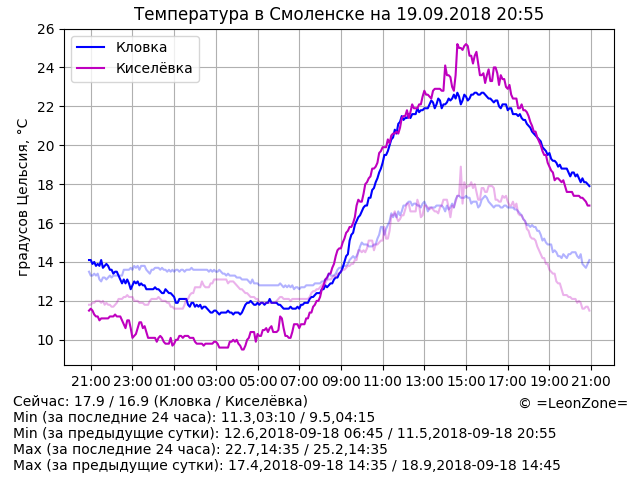 Температура в Смоленске на 19.09.2018 20:55
градусов Цельсия, °C
26
24
22
20
18
16
14
12
10
Кловка
Киселёвка
21:00 23:00 01:00 03:00 05:00 07:00 09:00 11:00 13:00 15:00 17:00 19:00 21:00
Сейчас: 17.9 / 16.9 (Кловка / Киселёвка)
© =LeonZone=
Min (за последние 24 часа): 11.3,03:10 / 9.5,04:15
Min (за предыдущие сутки): 12.6,2018-09-18 06:45 / 11.5,2018-09-18 20:55
Max (за последние 24 часа): 22.7,14:35 / 25.2,14:35
Max (за предыдущие сутки): 17.4,2018-09-18 14:35 / 18.9,2018-09-18 14:45